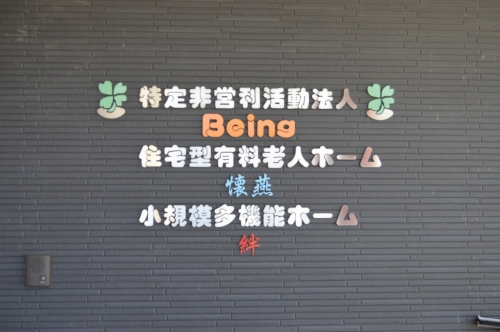 特定非営利活動法人
Being
住宅型有料老人ホーム
懐燕
小規模多機能ホーム
絆